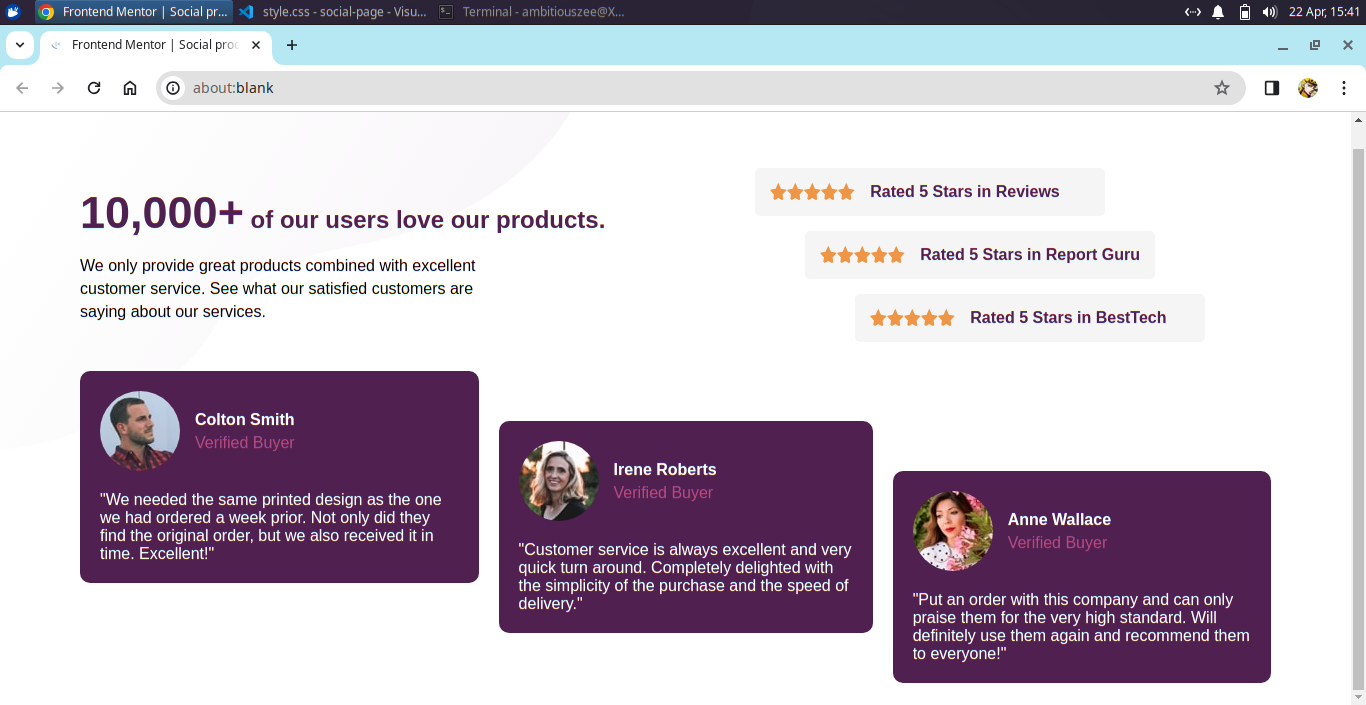 Frontend Mentor | Social pr...
style.css - social-page - Visu...
Terminal - ambitiouszee@X...
22 Apr, 15:41
Frontend Mentor | Social pro
about:blank
10,000+ of our users love our products.
We only provide great products combined with excellent
customer service. See what our satisfied customers are
saying about our services.
Rated 5 Stars in Reviews
Rated 5 Stars in Report Guru
Rated 5 Stars in BestTech
Colton Smith
Verified Buyer
"We needed the same printed design as the one
we had ordered a week prior. Not only did they
find the original order, but we also received it in
time. Excellent!"
Irene Roberts
Verified Buyer
"Customer service is always excellent and very
quick turn around. Completely delighted with
the simplicity of the purchase and the speed of
delivery."
Anne Wallace
Verified Buyer
"Put an order with this company and can only
praise them for the very high standard. Will
definitely use them again and recommend them
to everyone!"